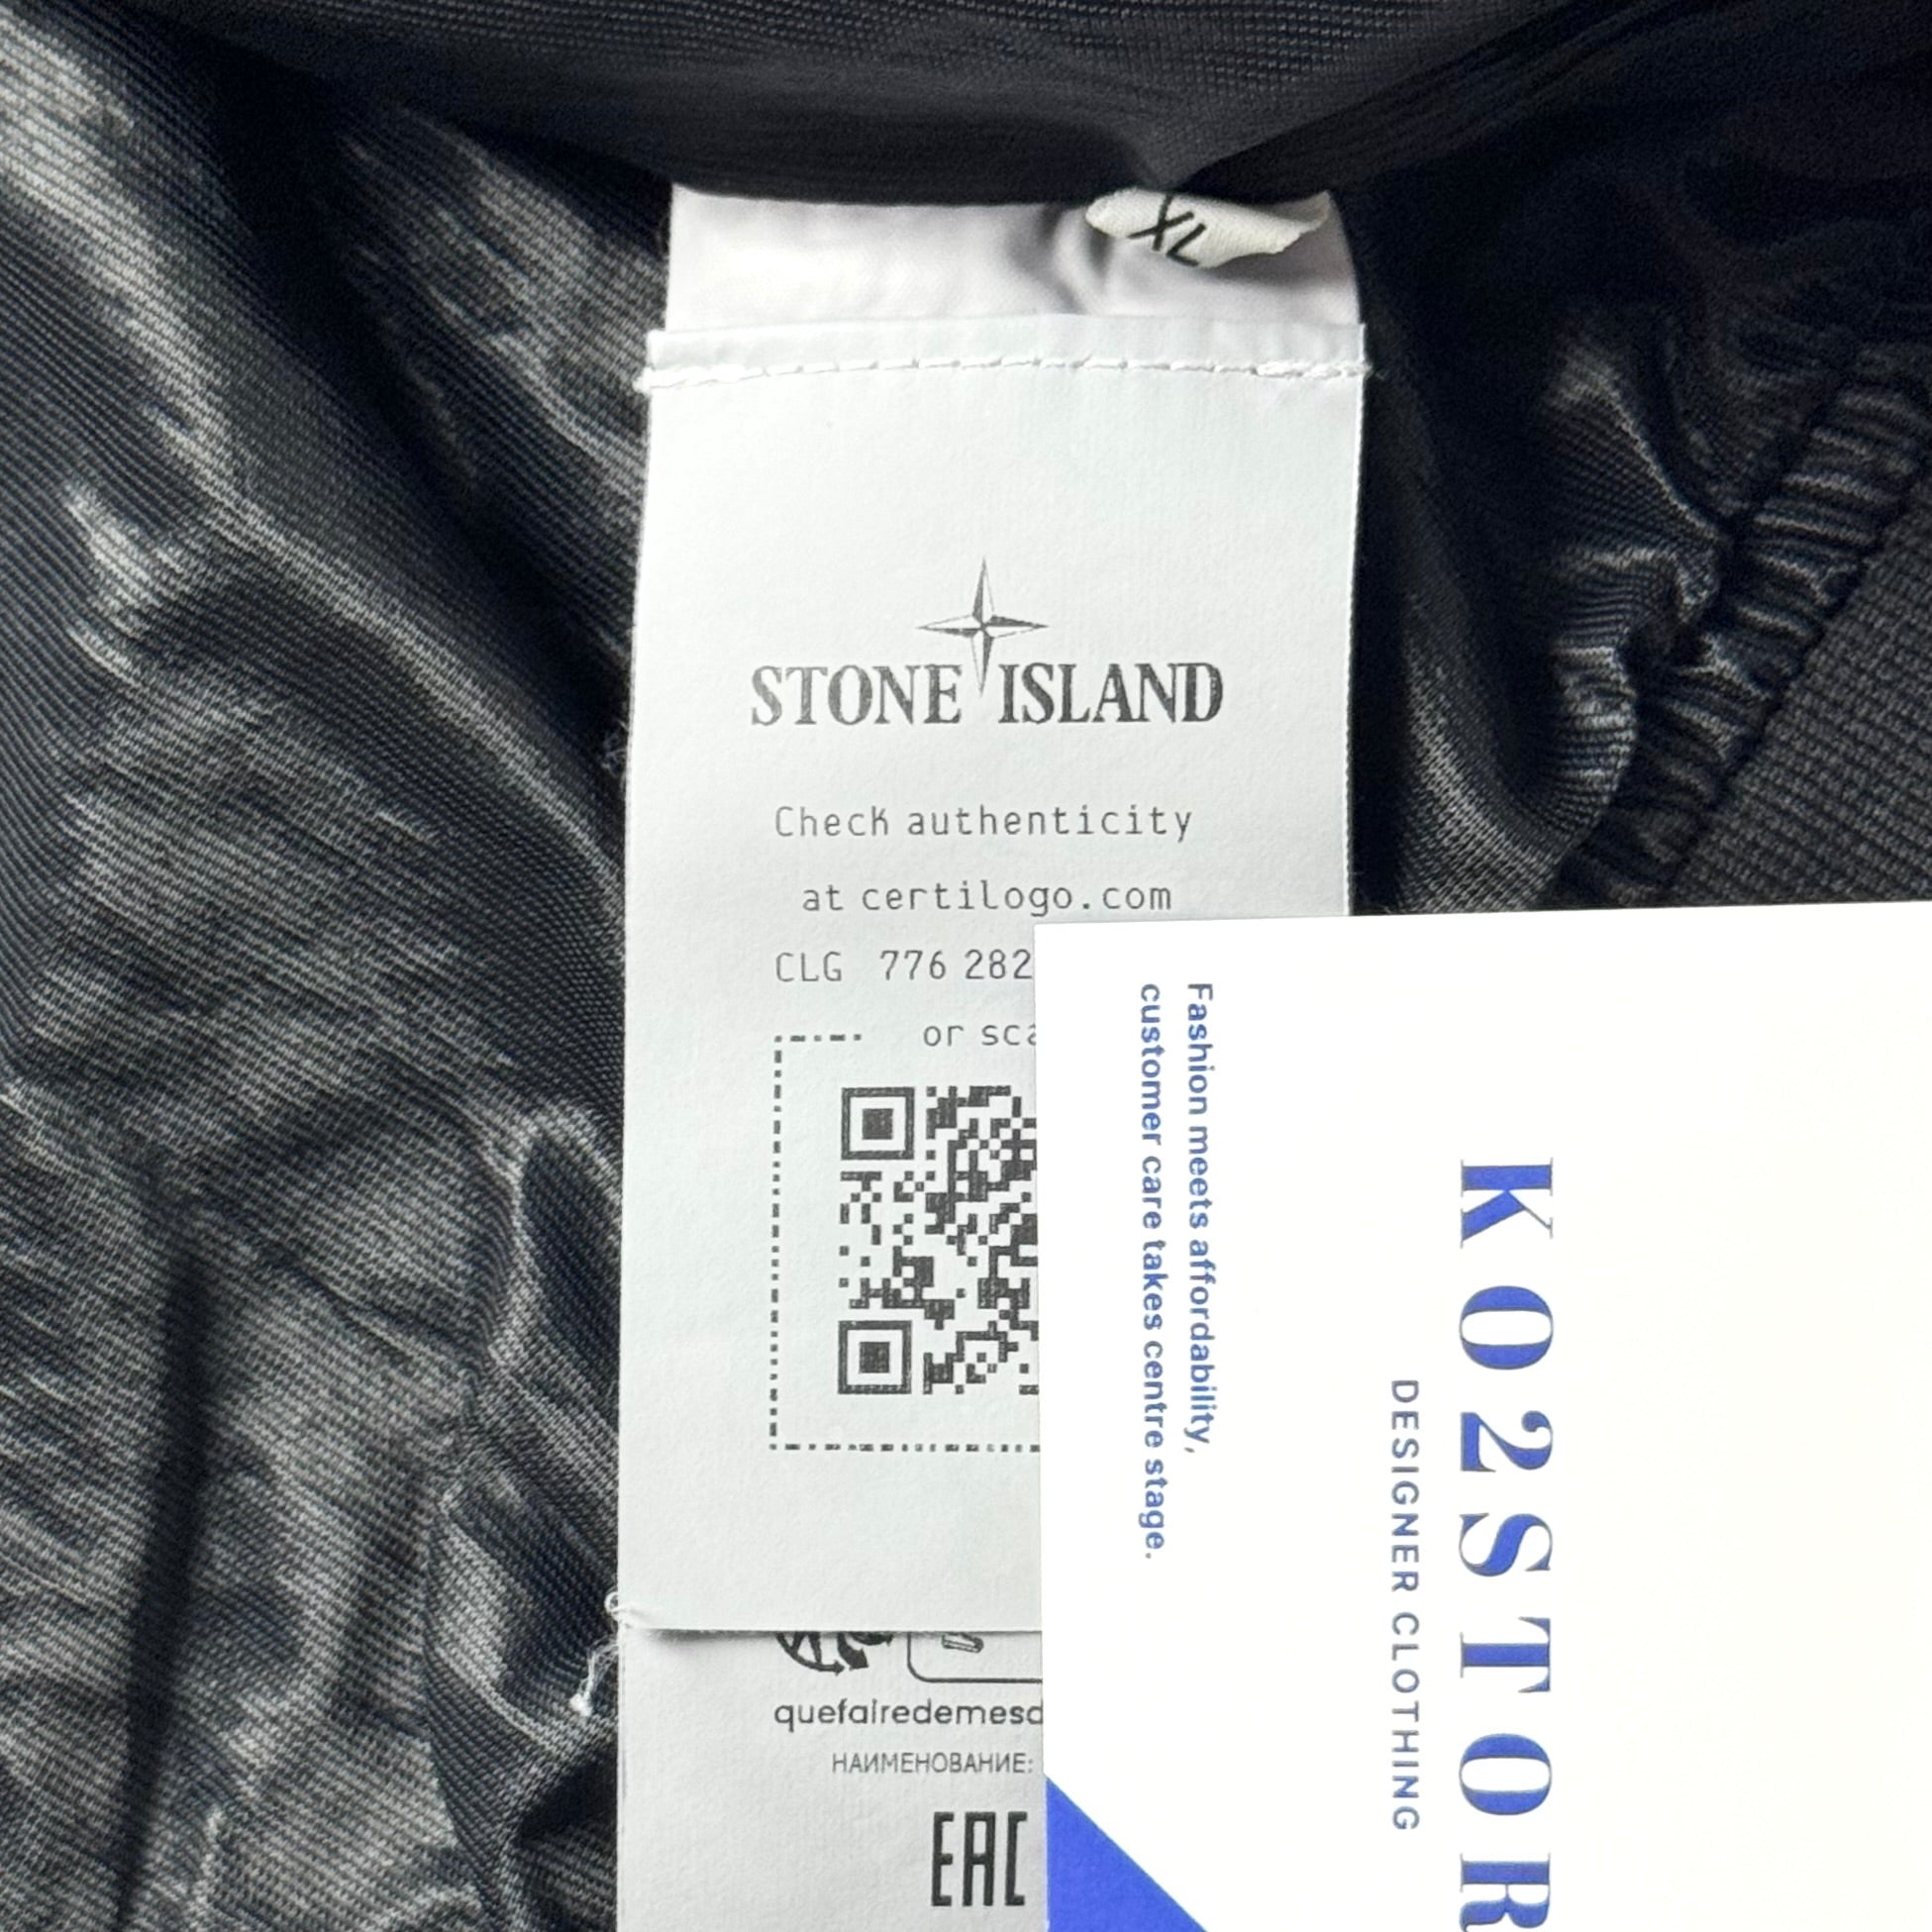 XL
STONE ISLAND
Check authenticity
at certilogo.com
CLG 776 282
or sca
quefairedemesd
НАИМЕНОВАНИЕ:
EAC
Fashion meets affordability,
customer care takes centre stage.
KO2STOR
DESIGNER CLOTHING